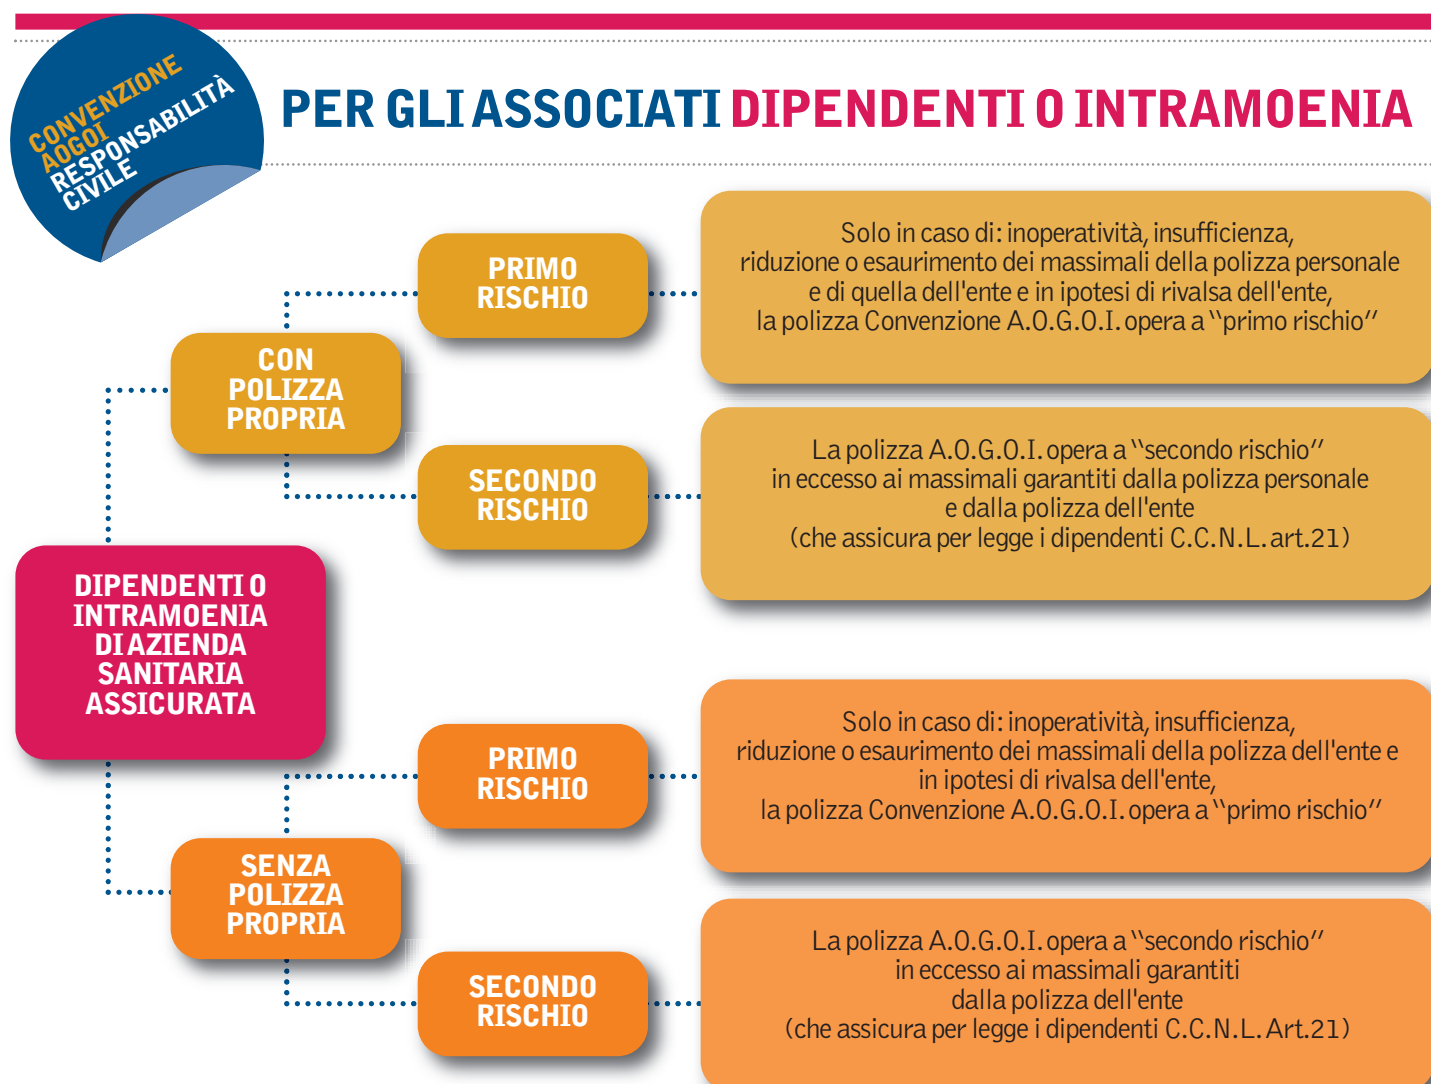 CONVENZIONE
AOGOI
RESPONSABILITÀ
CIVILE
PER GLI ASSOCIATI DIPENDENTI O INTRAMOENIA
DIPENDENTI O
INTRAMOENIA
DI AZIENDA
SANITARIA
ASSICURATA
CON
POLIZZA
PROPRIA
PRIMO
RISCHIO
Solo in caso di: inoperatività, insufficienza,
riduzione o esaurimento dei massimali della polizza personale
e di quella dell'ente e in ipotesi di rivalsa dell'ente,
la polizza Convenzione A.O.G.O.I. opera a “primo rischio”
SECONDO
RISCHIO
La polizza A.O.G.O.I. opera a “secondo rischio”
in eccesso ai massimali garantiti dalla polizza personale
e dalla polizza dell'ente
(che assicura per legge i dipendenti C.C.N.L. art.21)
SENZA
POLIZZA
PROPRIA
PRIMO
RISCHIO
Solo in caso di: inoperatività, insufficienza,
riduzione o esaurimento dei massimali della polizza dell'ente e
in ipotesi di rivalsa dell'ente,
la polizza Convenzione A.O.G.O.I. opera a “primo rischio”
SECONDO
RISCHIO
La polizza A.O.G.O.I. opera a “secondo rischio”
in eccesso ai massimali garantiti
dalla polizza dell'ente
(che assicura per legge i dipendenti C.C.N.L. Art.21)